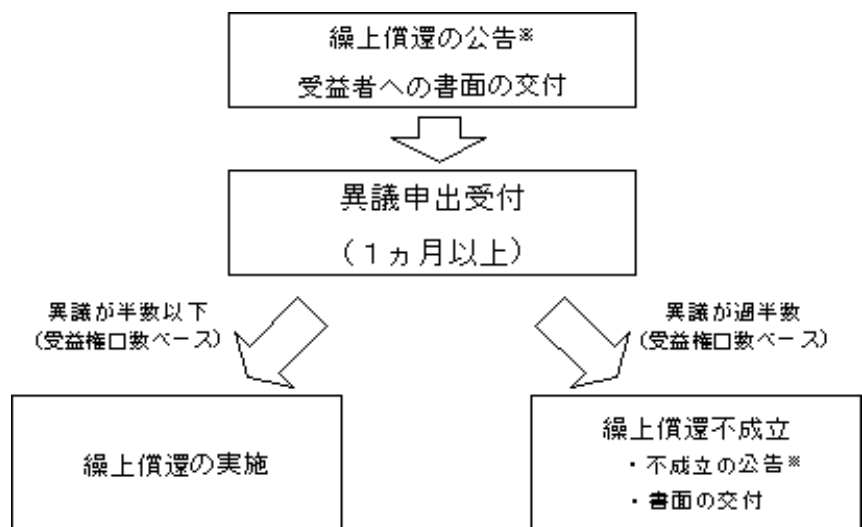 繰上償還の公告※
受益者への書面の交付
異議申出受付
（１ヵ月以上）
異議が半数以下
（受益権口数ベース）
異議が過半数
（受益権口数ベース）
繰上償還の実施
繰上償還不成立
・不成立の公告※
・書面の交付